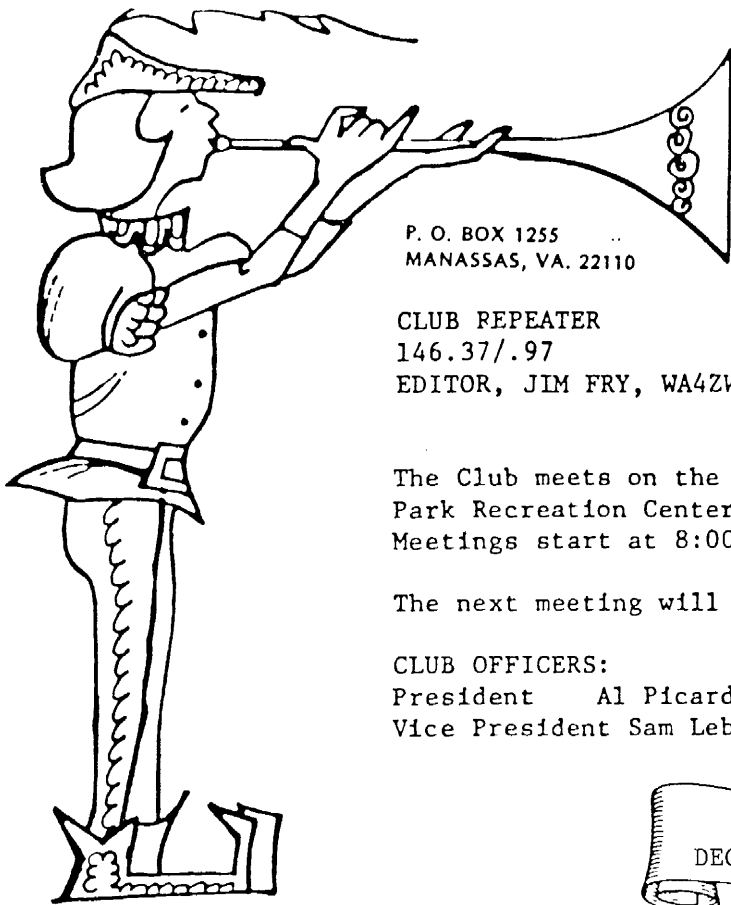 P. O. BOX 1255
MANASSAS, VA. 22110
CLUB REPEATER
146.37/.97
EDITOR, JIM FRY,
The Club meets on the
Park Recreation Center
Meetings start at 8:00
The next meeting will
CLUB OFFICERS:
President Al Picard
Vice President Sam Leb
DEC